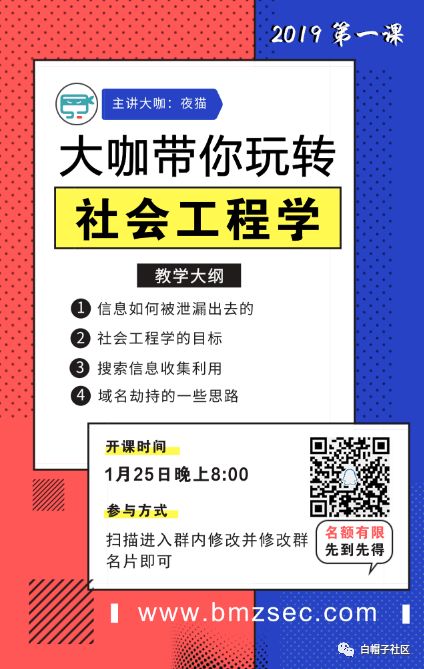 2019 第一课
主讲大咖：夜猫
大咖带你玩转
社会工程学
教学大纲
1 信息如何被泄漏出去的
2 社会工程学的目标
3 搜索信息收集利用
4 域名劫持的一些思路
开课时间
1月25日晚上8:00
参与方式
扫描进入群内修改并修改群
名片即可
名额有限
先到先得
www.bmzsec.com
白帽子社区